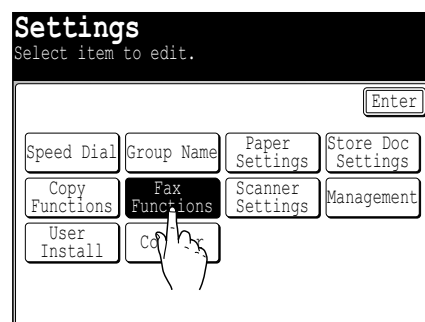 Settings
Select item to edit.
Enter
Speed Dial
Group Name
Paper
Settings
Store Doc
Settings
Copy
Functions
Fax
Functions
Scanner
Settings
Management
User
Install